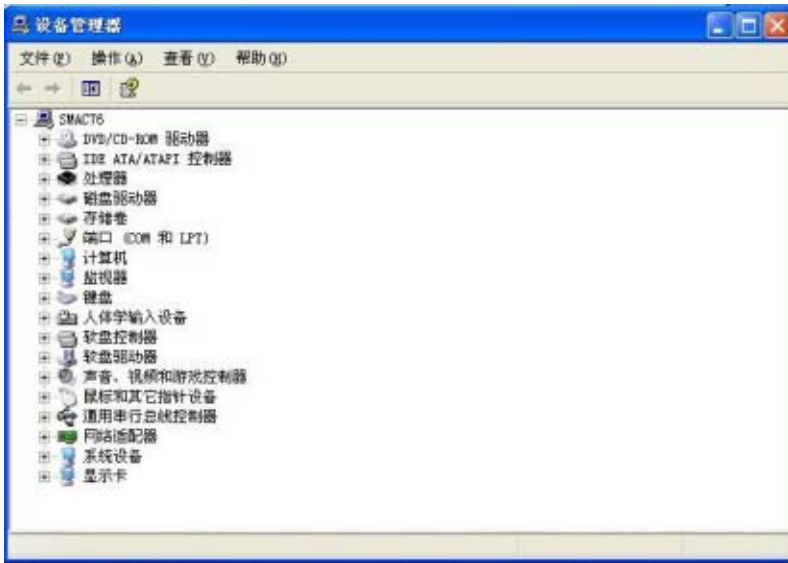 设备管理器
文件(F) 操作(A) 查看(V) 帮助(H)
SMACT6
DVD/CD-ROM 驱动器
IDE ATA/ATAPI 控制器
处理器
磁盘驱动器
存储卷
端口 (COM 和 LPT)
计算机
监视器
键盘
人体学输入设备
软盘控制器
软盘驱动器
声音、视频和游戏控制器
鼠标和其它指针设备
通用串行总线控制器
网络适配器
系统设备
显示卡